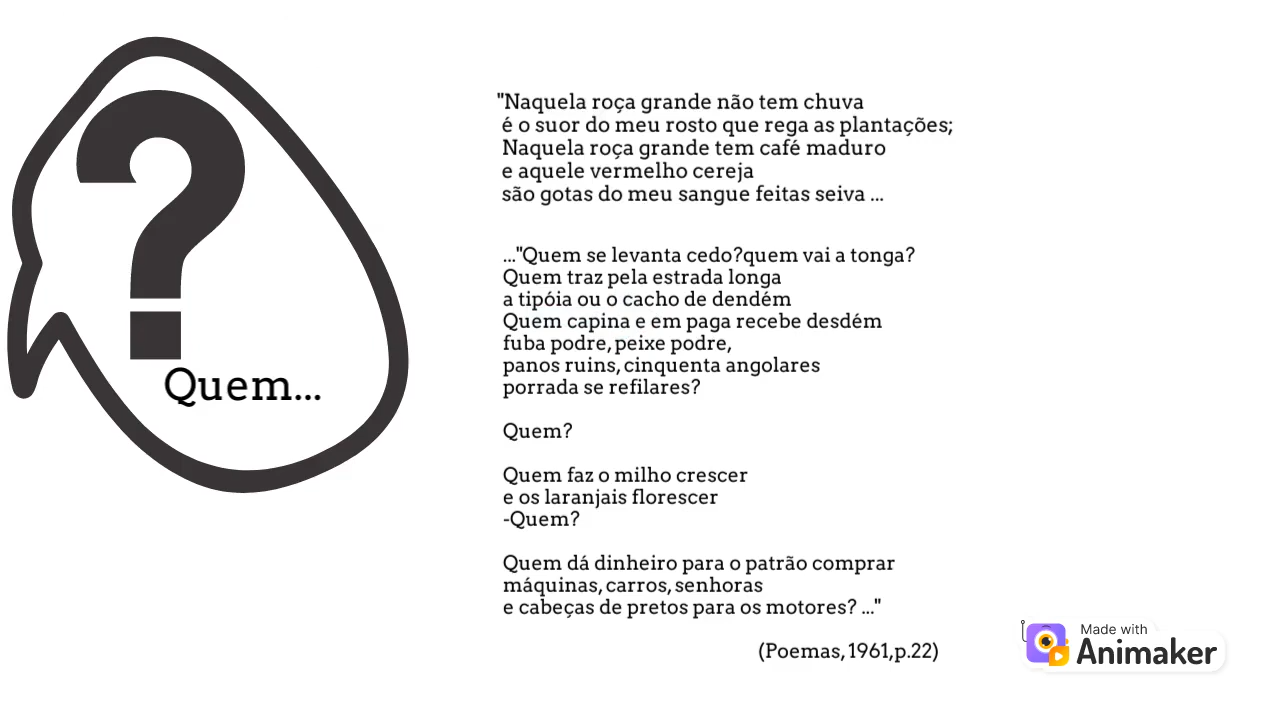 ?
Quem...
"Naquela roça grande não tem chuva
é o suor do meu rosto que rega as plantações;
Naquela roça grande tem café maduro
e aquele vermelho cereja
são gotas do meu sangue feitas seiva ...
..."Quem se levanta cedo?quem vai a tonga?
Quem traz pela estrada longa
a tipóia ou o cacho de dendém
Quem capina e em paga recebe desdém
fuba podre, peixe podre,
panos ruins, cinquenta angolares
porrada se refilares?
Quem?
Quem faz o milho crescer
e os laranjais florescer
-Quem?
Quem dá dinheiro para o patrão comprar
máquinas, carros, senhoras
e cabeças de pretos para os motores? ..."
(Poemas, 1961,p.22)
Made with
Animaker